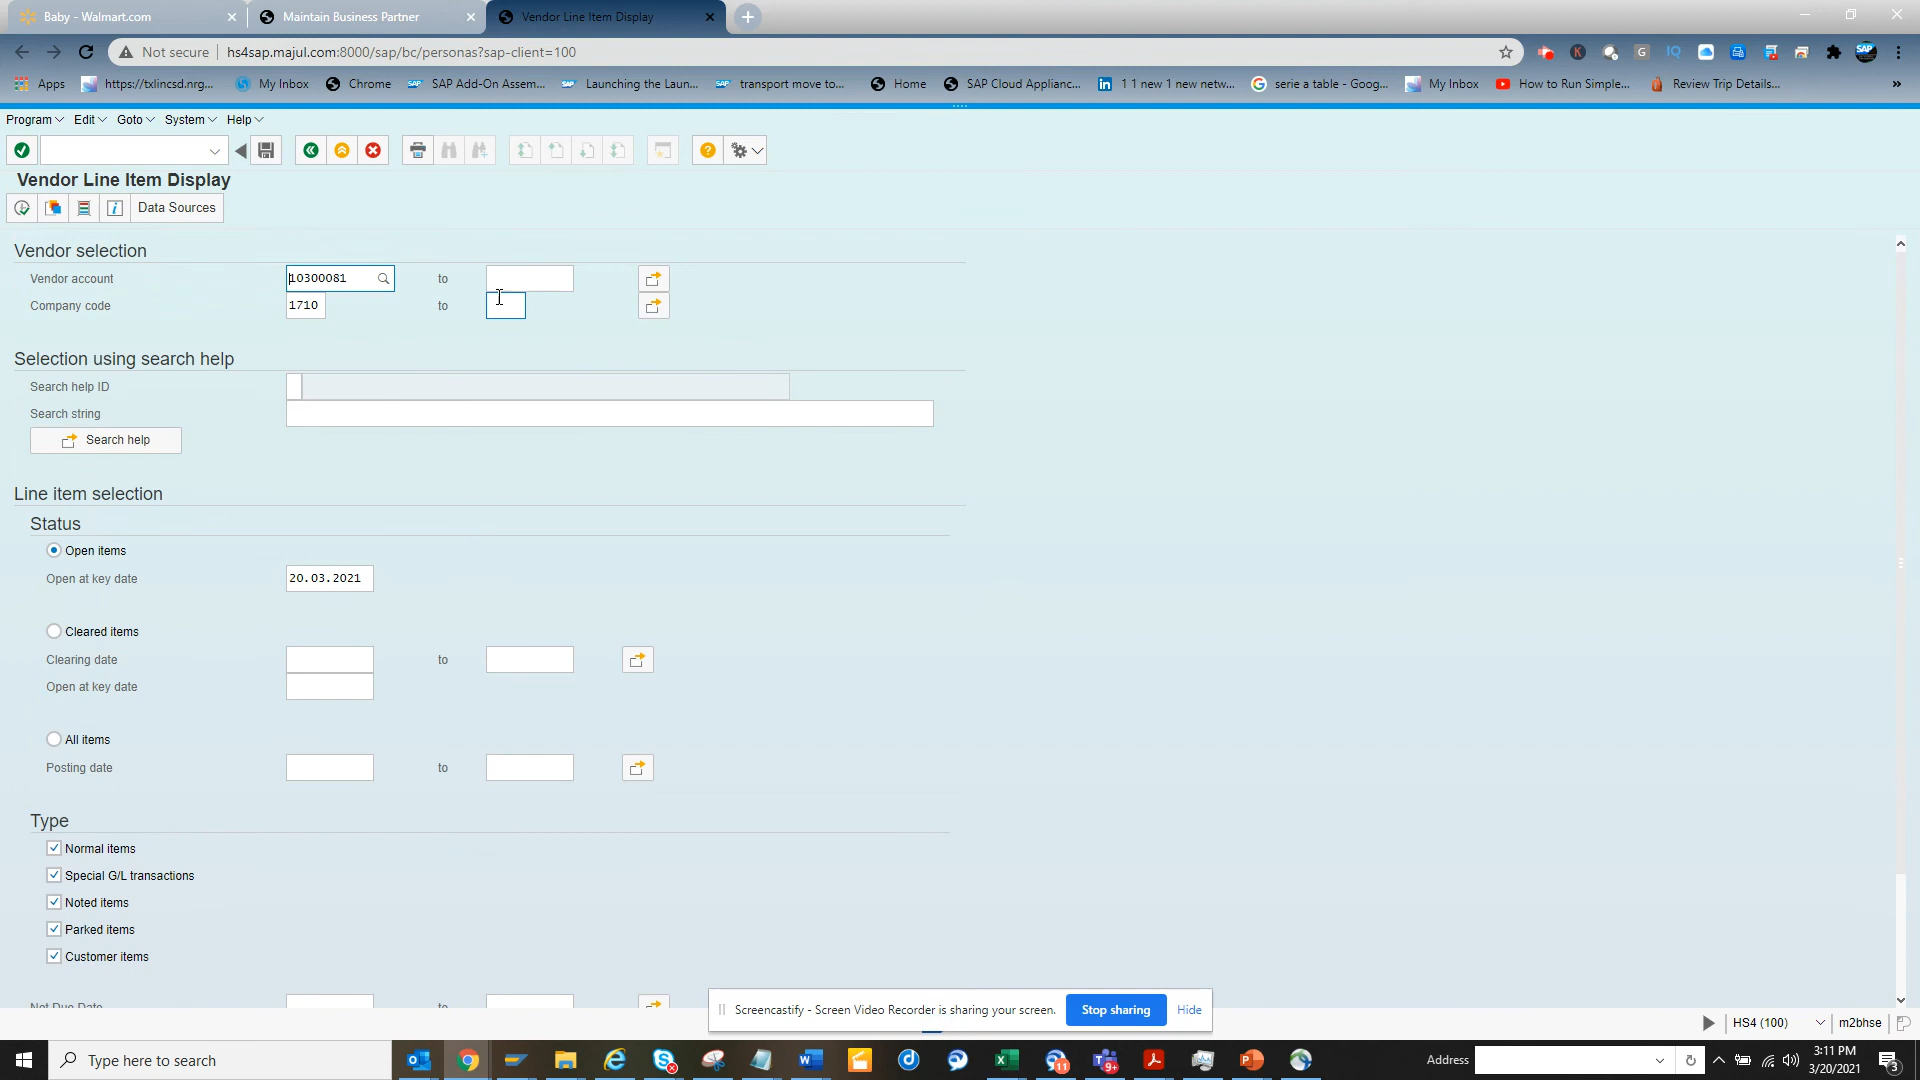 Baby - Walmart.com
Maintain Business Partner
Vendor Line Item Display
Not secure
hs4sap.majul.com:8000/sap/bc/personas?sap-client=100
Apps
https://txlincsd.nrg...
My Inbox
Chrome
SAP Add-On Assem...
Launching the Laun...
transport move to...
Home
SAP Cloud Applianc...
1 1 new 1 new netw...
serie a table - Goog...
My Inbox
How to Run Simple...
Review Trip Details...
Program
Edit
Goto
System
Help
Vendor Line Item Display
Data Sources
Vendor selection
Vendor account
10300081
to
Company code
1710
to
Selection using search help
Search help ID
Search string
Search help
Line item selection
Status
Open items
Open at key date
20.03.2021
Cleared items
Clearing date
to
Open at key date
All items
Posting date
to
Type
Normal items
Special G/L transactions
Noted items
Parked items
Customer items
Net Due Date
to
Screencastify - Screen Video Recorder is sharing your screen.
Stop sharing
Hide
HS4 (100)
m2bhse
Type here to search
11
9+
Address
3:11 PM
3/20/2021
3